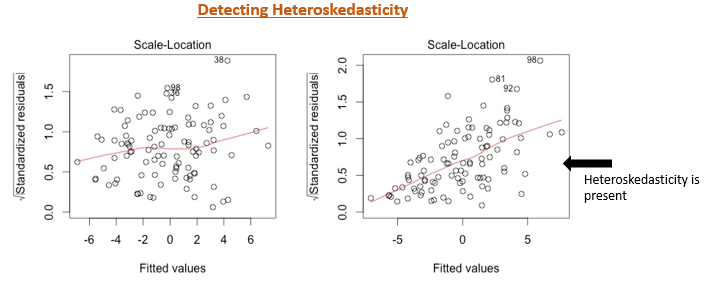 Detecting Heteroskedasticity
Scale-Location
√|Standardized residuals|
0.0 0.5 1.0 1.5
38
98
36
-6 -4 -2 0 2 4 6
Fitted values
Scale-Location
√|Standardized residuals|
0.0 0.5 1.0 1.5 2.0
98
81
92
-5 0 5
Fitted values
Heteroskedasticity is
present